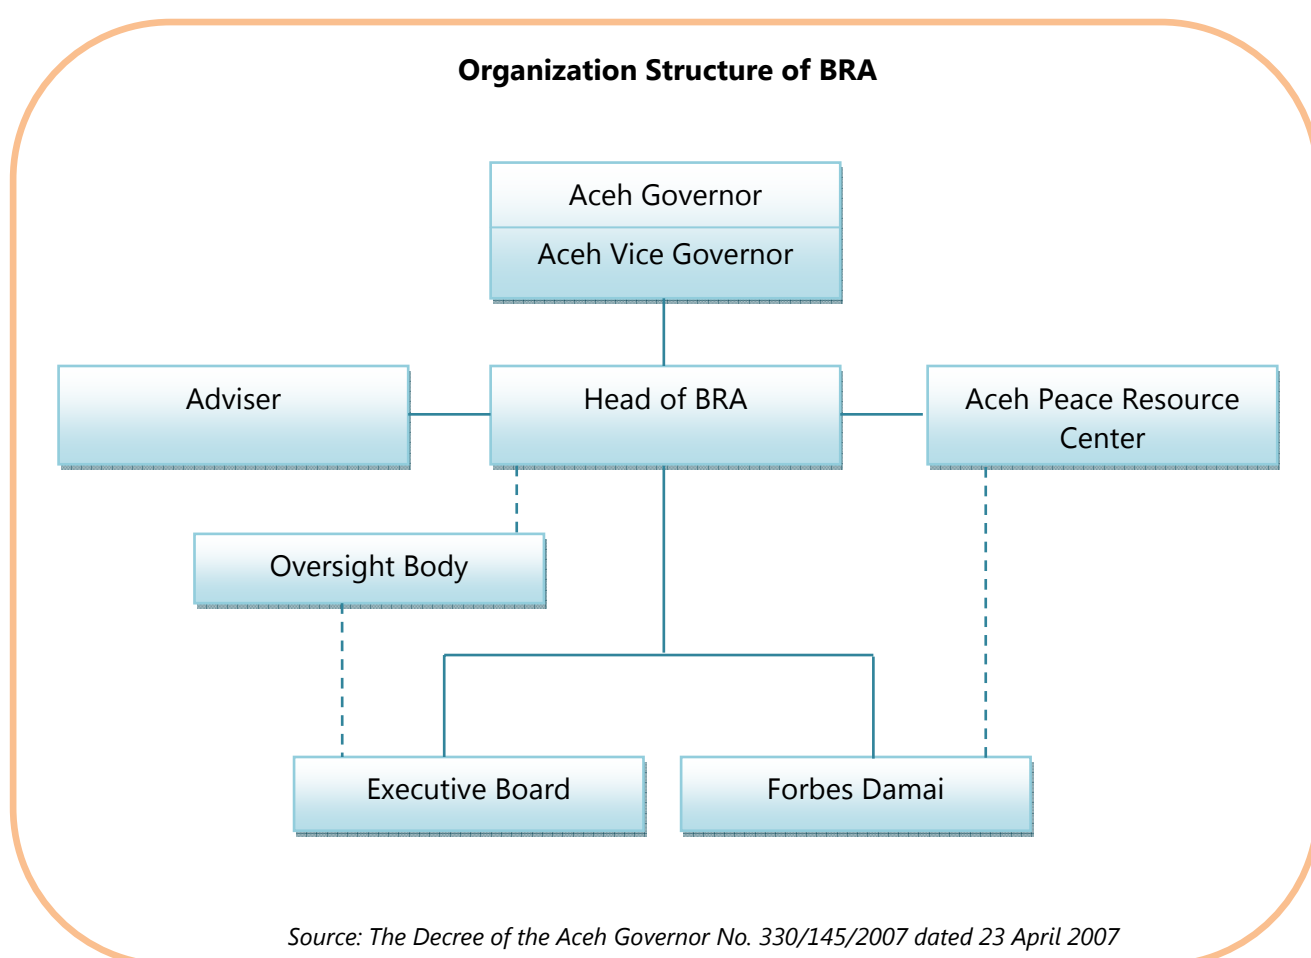 Organization Structure of BRA
Aceh Governor
Aceh Vice Governor
Adviser
Head of BRA
Aceh Peace Resource
Center
Oversight Body
Executive Board
Forbes Damai
Source: The Decree of the Aceh Governor No. 330/145/2007 dated 23 April 2007